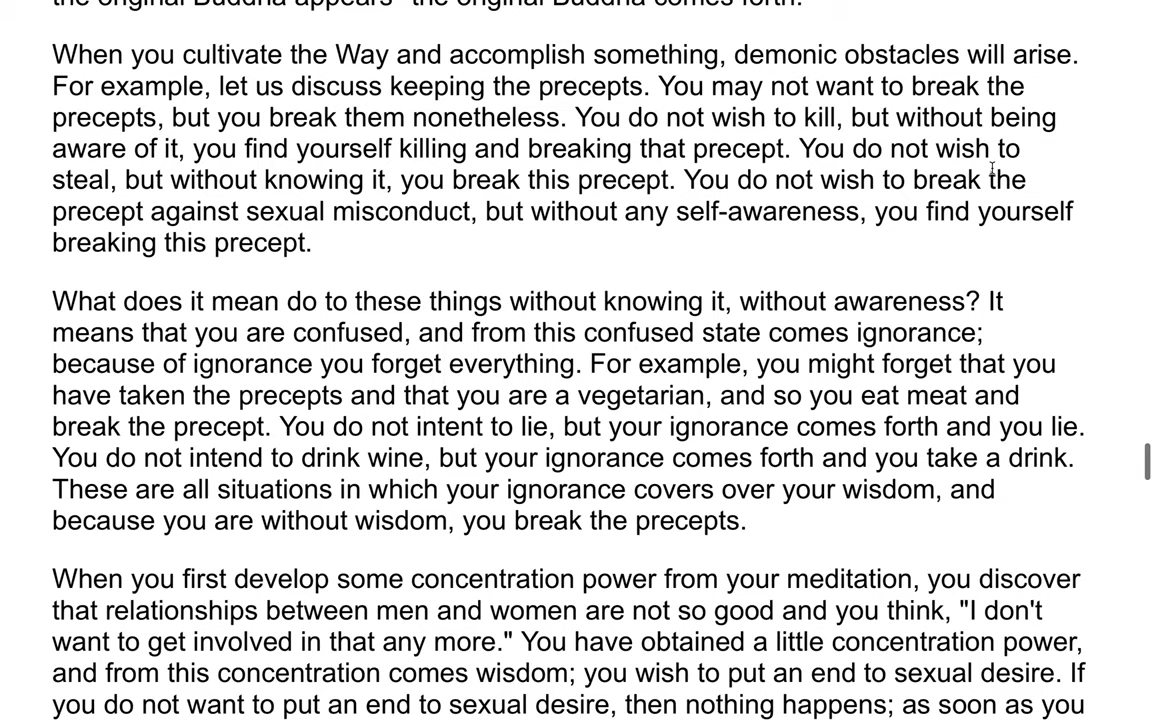 the original Buddha appears--the original Buddha comes forth.
When you cultivate the Way and accomplish something, demonic obstacles will arise.
For example, let us discuss keeping the precepts. You may not want to break the
precepts, but you break them nonetheless. You do not wish to kill, but without being
aware of it, you find yourself killing and breaking that precept. You do not wish to
steal, but without knowing it, you break this precept. You do not wish to break the
precept against sexual misconduct, but without any self-awareness, you find yourself
breaking this precept.
What does it mean do to these things without knowing it, without awareness? It
means that you are confused, and from this confused state comes ignorance;
because of ignorance you forget everything. For example, you might forget that you
have taken the precepts and that you are a vegetarian, and so you eat meat and
break the precept. You do not intent to lie, but your ignorance comes forth and you lie.
You do not intend to drink wine, but your ignorance comes forth and you take a drink.
These are all situations in which your ignorance covers over your wisdom, and
because you are without wisdom, you break the precepts.
When you first develop some concentration power from your meditation, you discover
that relationships between men and women are not so good and you think, "I don't
want to get involved in that any more." You have obtained a little concentration power,
and from this concentration comes wisdom; you wish to put an end to sexual desire. If
you do not want to put an end to sexual desire, then nothing happens; as soon as you